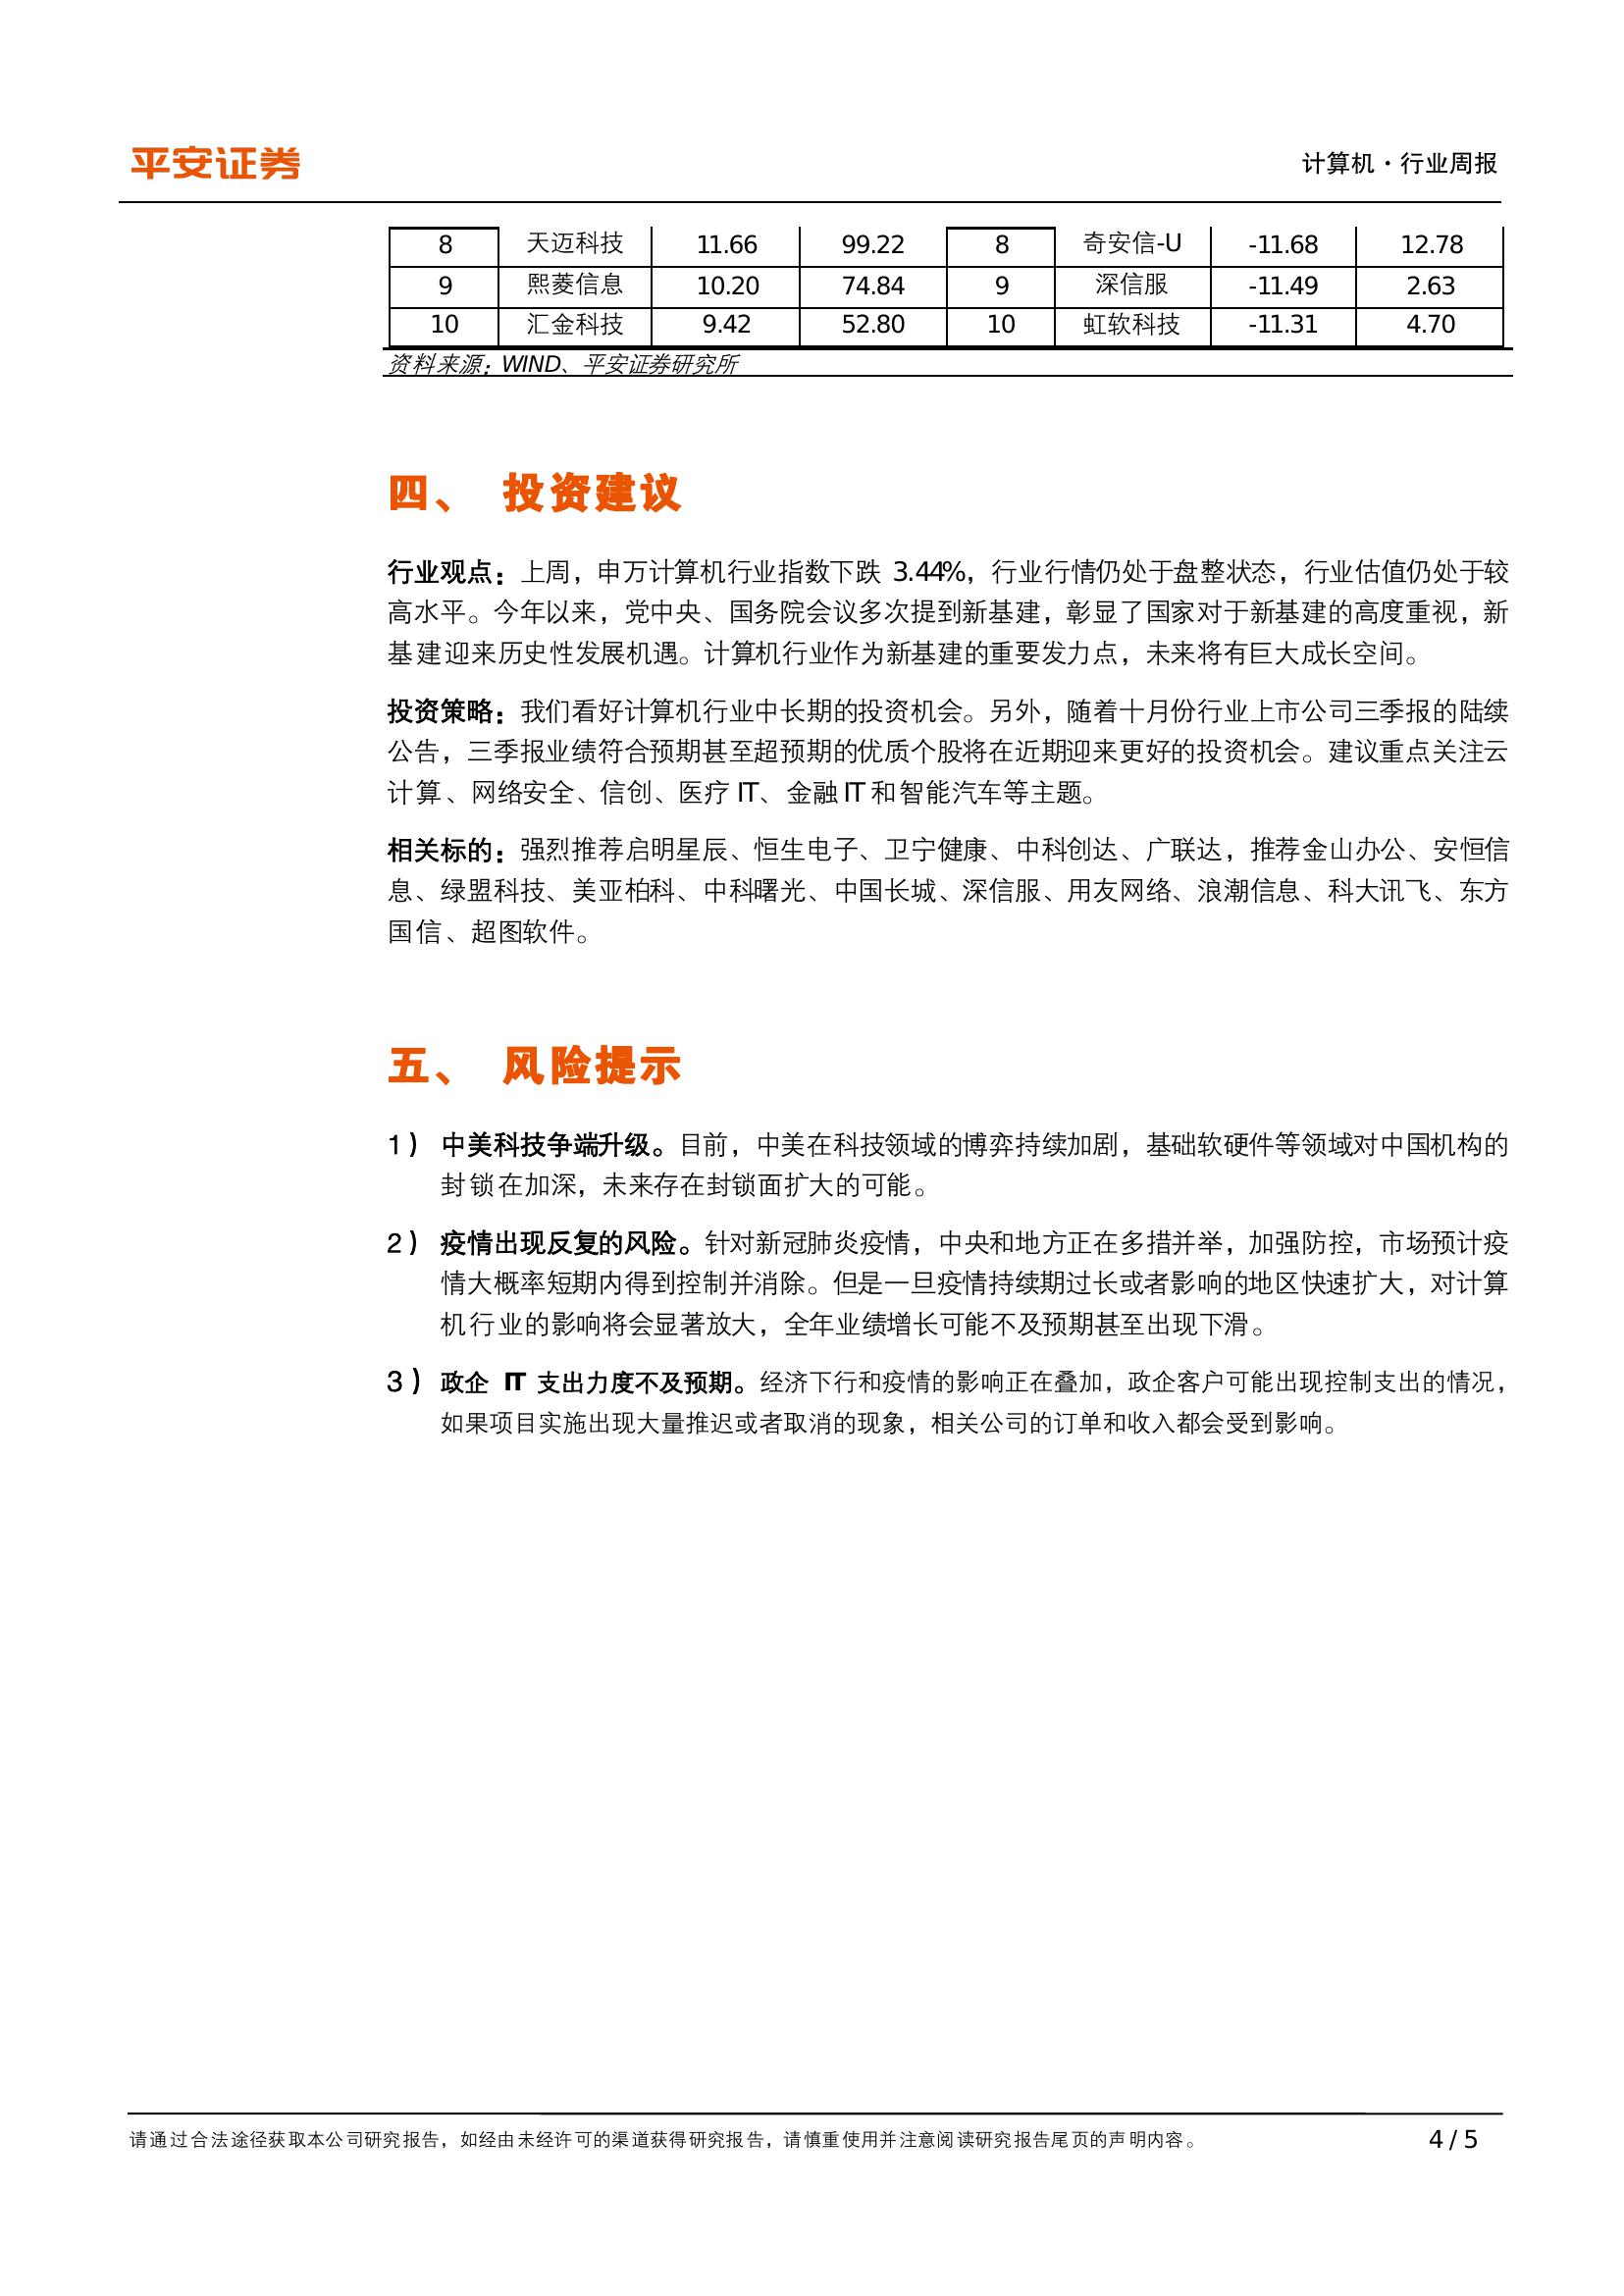 平安证券
计算机·行业周报
8 天迈科技 11.66 99.22 8 奇安信-U -11.68 12.78
9 熙菱信息 10.20 74.84 9 深信服 -11.49 2.63
10 汇金科技 9.42 52.80 10 虹软科技 -11.31 4.70
资料来源：WIND、平安证券研究所
四、 投资建议
行业观点：上周，申万计算机行业指数下跌 3.44%，行业行情仍处于盘整状态，行业估值仍处于较
高水平。今年以来，党中央、国务院会议多次提到新基建，彰显了国家对于新基建的高度重视，新
基建迎来历史性发展机遇。计算机行业作为新基建的重要发力点，未来将有巨大成长空间。
投资策略：我们看好计算机行业中长期的投资机会。另外，随着十月份行业上市公司三季报的陆续
公告，三季报业绩符合预期甚至超预期的优质个股将在近期迎来更好的投资机会。建议重点关注云
计算、网络安全、信创、医疗 IT、金融 IT 和智能汽车等主题。
相关标的：强烈推荐启明星辰、恒生电子、卫宁健康、中科创达、广联达，推荐金山办公、安恒信
息、绿盟科技、美亚柏科、中科曙光、中国长城、深信服、用友网络、浪潮信息、科大讯飞、东方
国信、超图软件。
五、 风险提示
1） 中美科技争端升级。目前，中美在科技领域的博弈持续加剧，基础软硬件等领域对中国机构的
封锁在加深，未来存在封锁面扩大的可能。
2） 疫情出现反复的风险。针对新冠肺炎疫情，中央和地方正在多措并举，加强防控，市场预计疫
情大概率短期内得到控制并消除。但是一旦疫情持续期过长或者影响的地区快速扩大，对计算
机行业的影响将会显著放大，全年业绩增长可能不及预期甚至出现下滑。
3） 政企 IT 支出力度不及预期。经济下行和疫情的影响正在叠加，政企客户可能出现控制支出的情况，
如果项目实施出现大量推迟或者取消的现象，相关公司的订单和收入都会受到影响。
请通过合法途径获取本公司研究报告，如经由未经许可的渠道获得研究报告，请慎重使用并注意阅读研究报告尾页的声明内容。 4 / 5